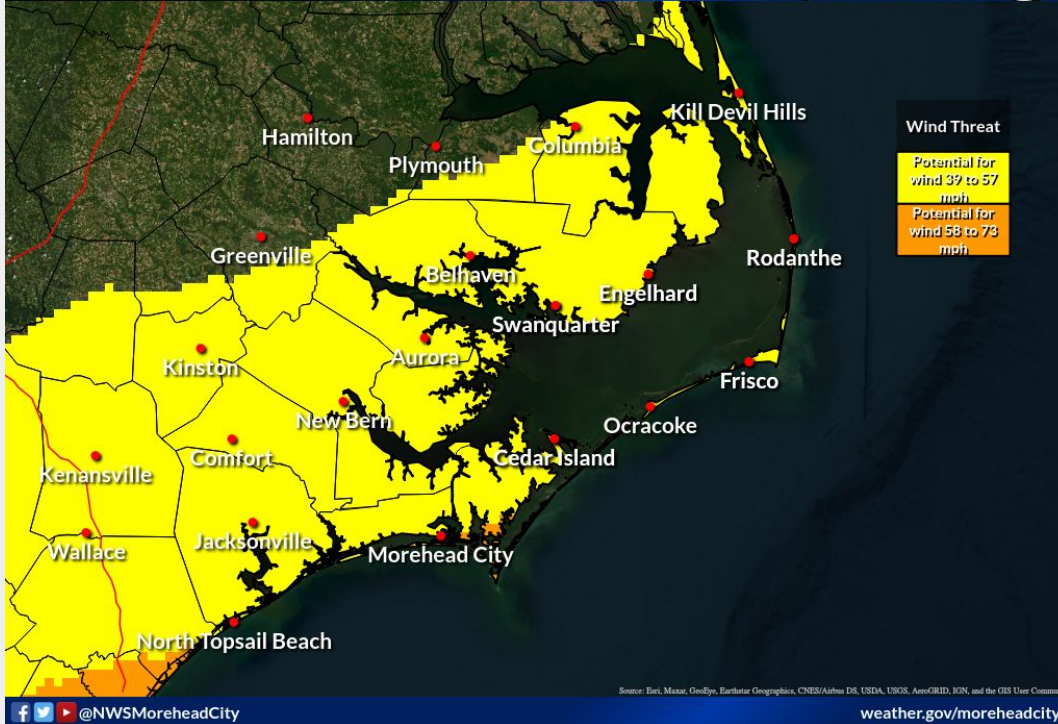 Kill Devil Hills
Hamilton
Columbia
Plymouth
Wind Threat
Potential for
wind 39 to 57
mph
Potential for
wind 58 to 73
mph
Greenville
Rodanthe
Belhaven
Engelhard
Swanquarter
Aurora
Kinston
Frisco
New Bern
Ocracoke
Comfort
Cedar Island
Kenansville
Jacksonville
Wallace
Morehead City
North Topsail Beach
Source: Esri, Maxar, GeoEye, Earthstar Geographics, CNES/Airbus DS, USDA, USGS, AeroGRID, IGN, and the GIS User Commu
@NWSMoreheadCity
weather.gov/moreheadcity